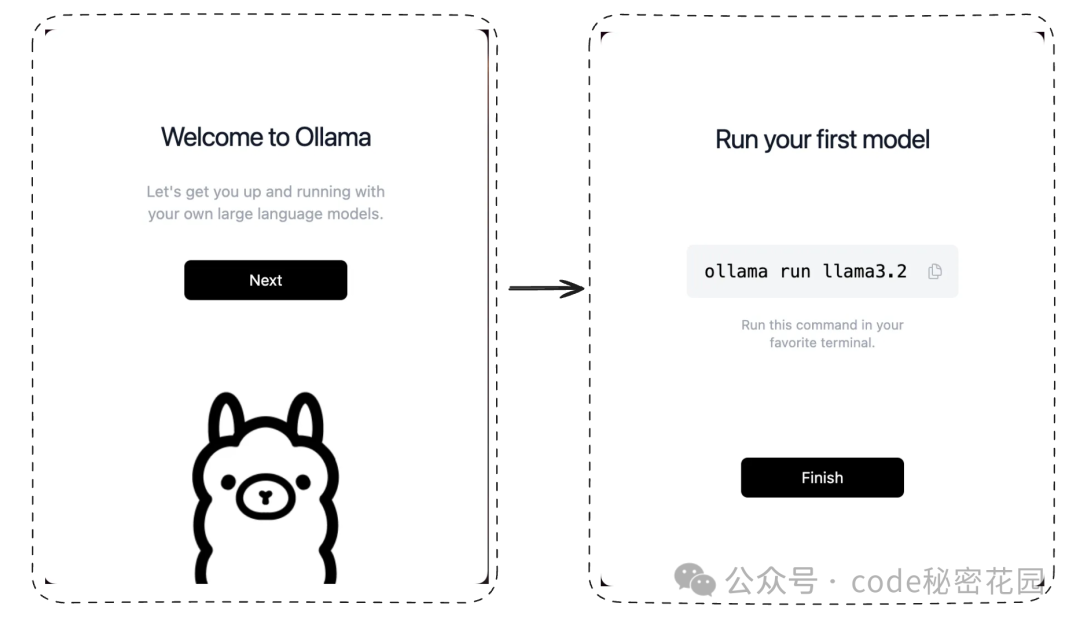 Welcome to Ollama
Let's get you up and running with
your own large language models.
Next
Run your first model
ollama run llama3.2
Run this command in your
favorite terminal.
Finish
公众号 · code秘密花园